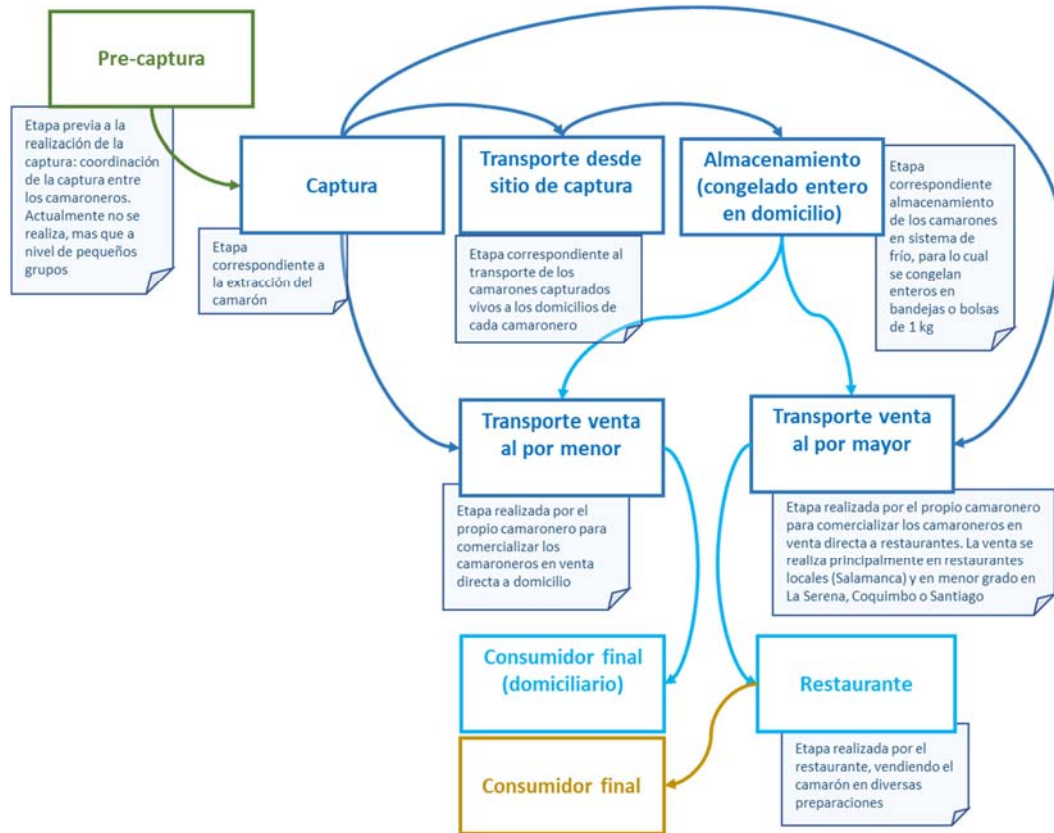 Pre-captura
Etapa previa a la
realización de la
captura: coordinación
de la captura entre
los camaroneros.
Actualmente no se
realiza, mas que a
nivel de pequeños
grupos
Captura
Etapa
correspondiente a
la extracción del
camarón
Transporte desde
sitio de captura
Etapa correspondiente al
transporte de los
camarones capturados
vivos a los domicilios de
cada camaronero
Almacenamiento
(congelado entero
en domicilio)
Etapa
correspondiente
almacenamiento
de los camarones
en sistema de
frío, para lo cual
se congelan
enteros en
bandejas o bolsas
de 1 kg
Transporte venta
al por menor
Etapa realizada por el
propio camaronero para
comercializar los
camaroneros en venta
directa a domicilio
Transporte venta
al por mayor
Etapa realizada por el propio camaronero
para comercializar los camaroneros en
venta directa a restaurantes. La venta se
realiza principalmente en restaurantes
locales (Salamanca) y en menor grado en
La Serena, Coquimbo o Santiago
Consumidor final
(domiciliario)
Restaurante
Etapa realizada por el
restaurante, vendiendo el
camarón en diversas
preparaciones
Consumidor final